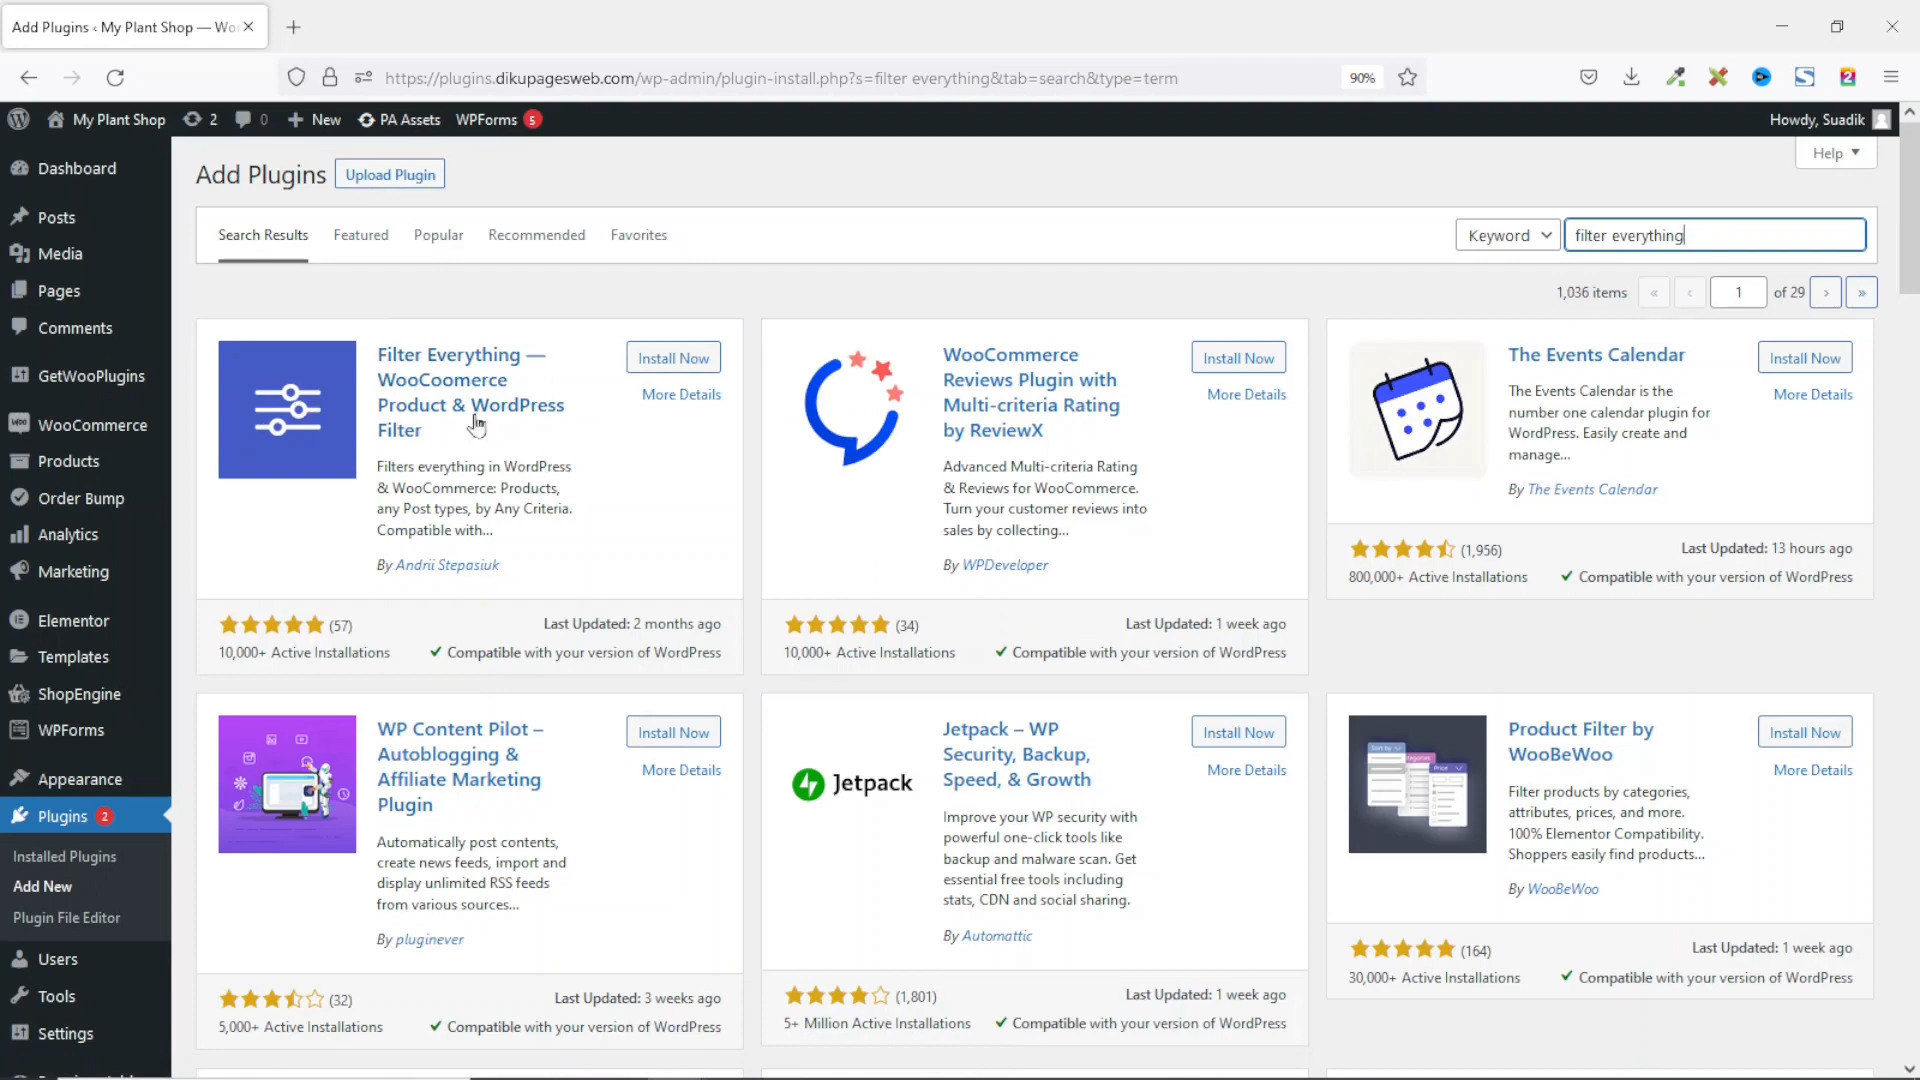 Add Plugins ‹ My Plant Shop — Wo
https://plugins.dikupagesweb.com/wp-admin/plugin-install.php?s=filter everything&tab=search&type=term
90%
My Plant Shop
2
0
New
PA Assets
WPForms 5
Howdy, Suadik
Dashboard
Posts
Media
Pages
Comments
GetWooPlugins
WooCommerce
Products
Order Bump
Analytics
Marketing
Elementor
Templates
ShopEngine
WPForms
Appearance
Plugins 2
Installed Plugins
Add New
Plugin File Editor
Users
Tools
Settings
Add Plugins
Upload Plugin
Help
Search Results
Featured
Popular
Recommended
Favorites
Keyword
filter everything
1,036 items
«
‹
1
of 29
›
»
Filter Everything —
WooCoomerce
Product & WordPress
Filter
Install Now
More Details
Filters everything in WordPress
& WooCommerce: Products,
any Post types, by Any Criteria.
Compatible with...
By Andrii Stepasiuk
(57)
Last Updated: 2 months ago
10,000+ Active Installations
Compatible with your version of WordPress
WooCommerce
Reviews Plugin with
Multi-criteria Rating
by ReviewX
Install Now
More Details
Advanced Multi-criteria Rating
& Reviews for WooCommerce.
Turn your customer reviews into
sales by collecting...
By WPDeveloper
(34)
Last Updated: 1 week ago
10,000+ Active Installations
Compatible with your version of WordPress
The Events Calendar
Install Now
More Details
The Events Calendar is the
number one calendar plugin for
WordPress. Easily create and
manage...
By The Events Calendar
(1,956)
Last Updated: 13 hours ago
800,000+ Active Installations
Compatible with your version of WordPress
WP Content Pilot –
Autoblogging &
Affiliate Marketing
Plugin
Install Now
More Details
Automatically post contents,
create news feeds, import and
display unlimited RSS feeds
from various sources...
By pluginever
(32)
Last Updated: 3 weeks ago
5,000+ Active Installations
Compatible with your version of WordPress
Jetpack
Jetpack – WP
Security, Backup,
Speed, & Growth
Install Now
More Details
Improve your WP security with
powerful one-click tools like
backup and malware scan. Get
essential free tools including
stats, CDN and social sharing.
By Automattic
(1,801)
Last Updated: 1 week ago
5+ Million Active Installations
Compatible with your version of WordPress
Product Filter by
WooBeWoo
Install Now
More Details
Filter products by categories,
attributes, prices, and more.
100% Elementor Compatibility.
Shoppers easily find products...
By WooBeWoo
(164)
Last Updated: 1 week ago
30,000+ Active Installations
Compatible with your version of WordPress